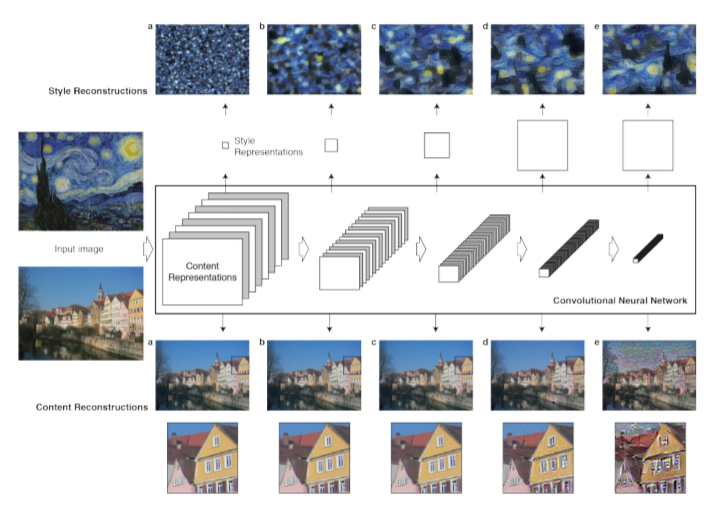 a b c d e
Style Reconstructions
Style
Representations
Input image
Content
Representations
Convolutional Neural Network
a b c d e
Content Reconstructions